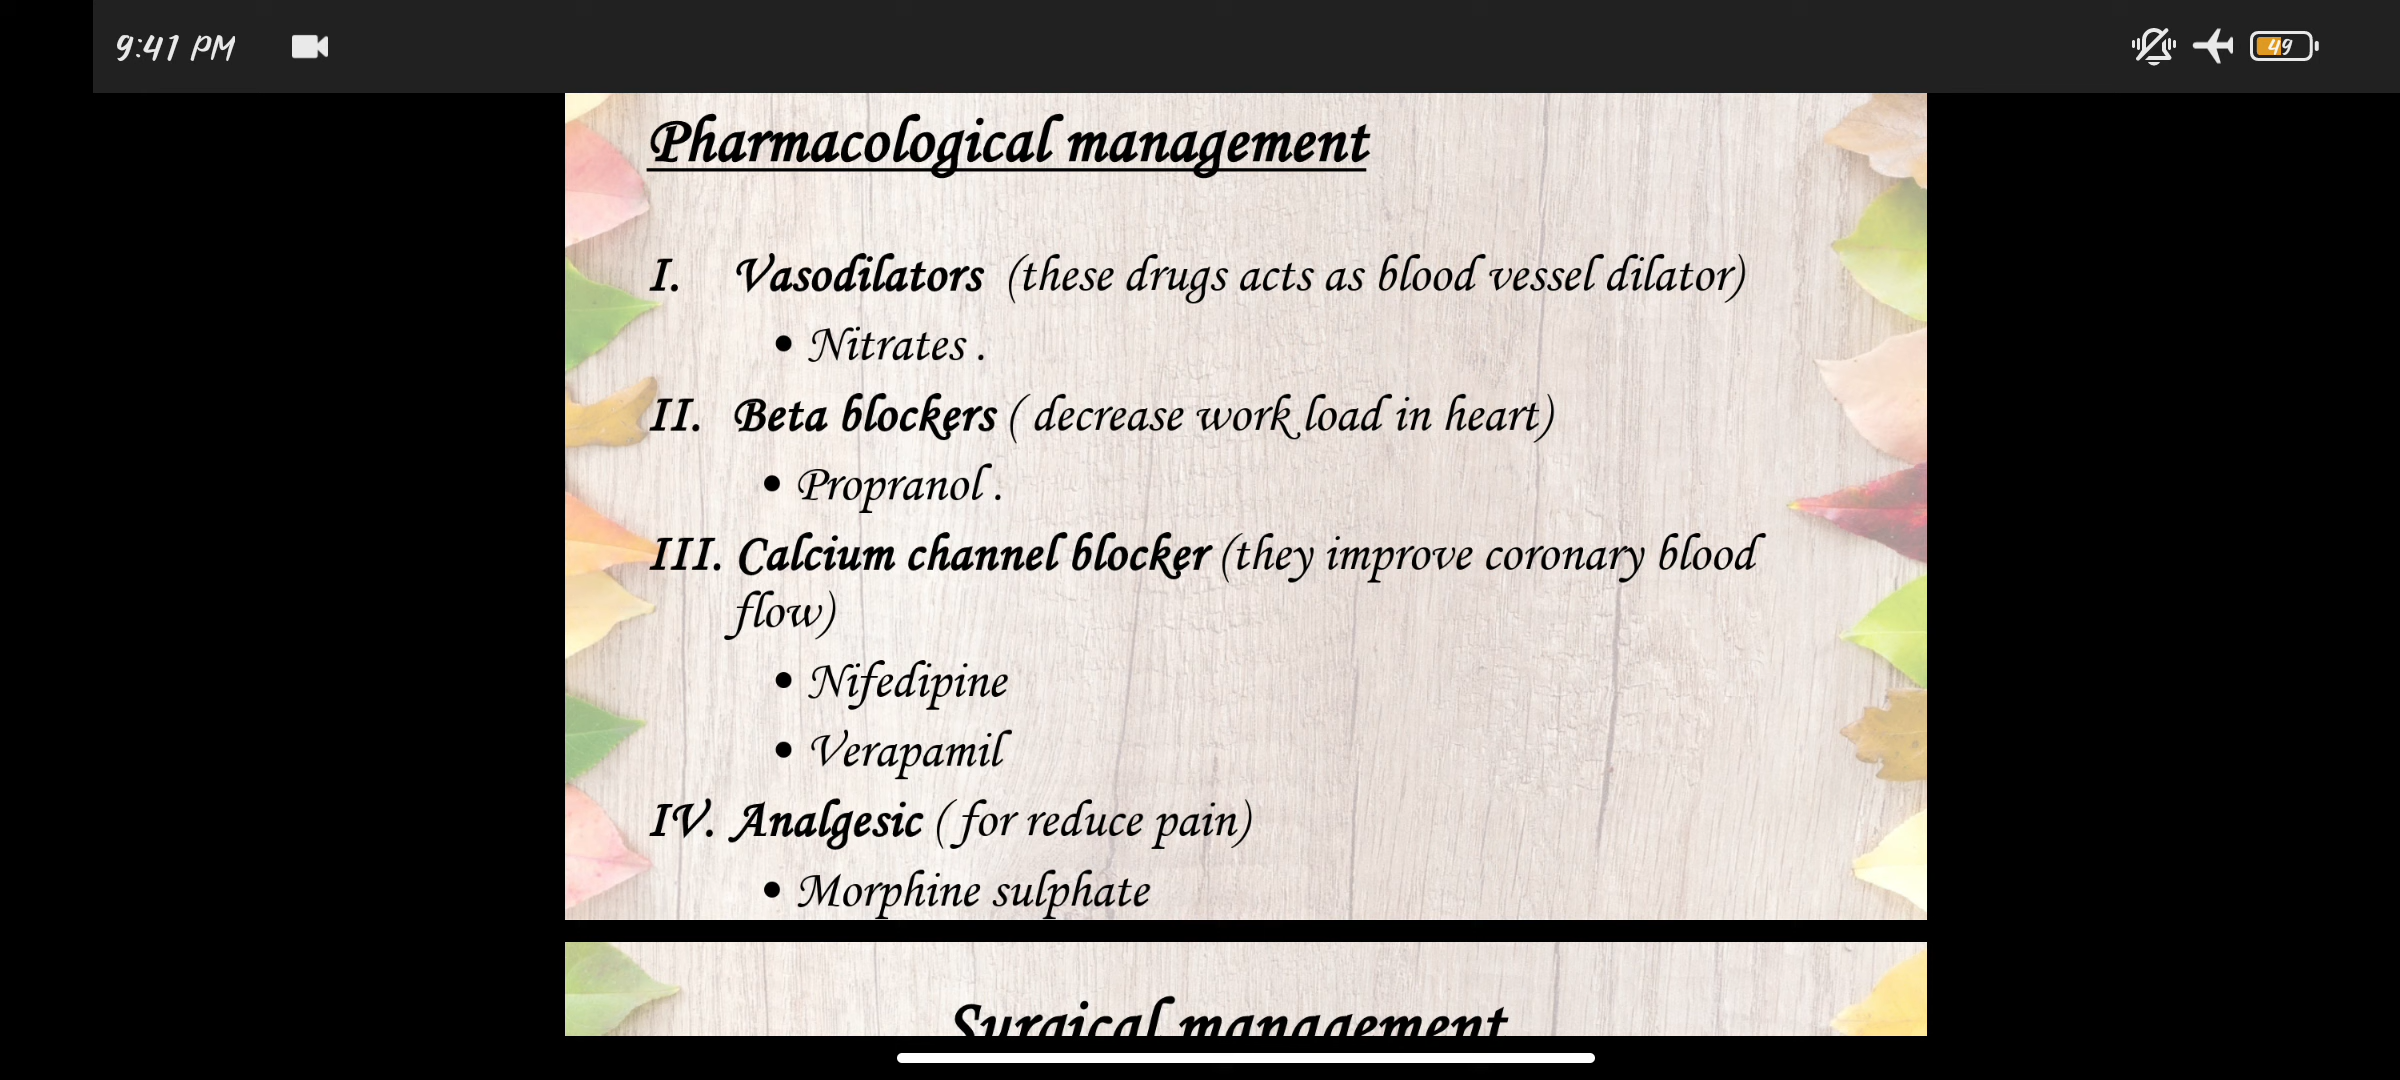 9:41 PM
49
Pharmacological management
I. Vasodilators (these drugs acts as blood vessel dilator)
• Nitrates .
II. Beta blockers ( decrease work load in heart)
• Propranol .
III. Calcium channel blocker (they improve coronary blood
flow)
• Nifedipine
• Verapamil
IV. Analgesic ( for reduce pain)
• Morphine sulphate
Surgical management